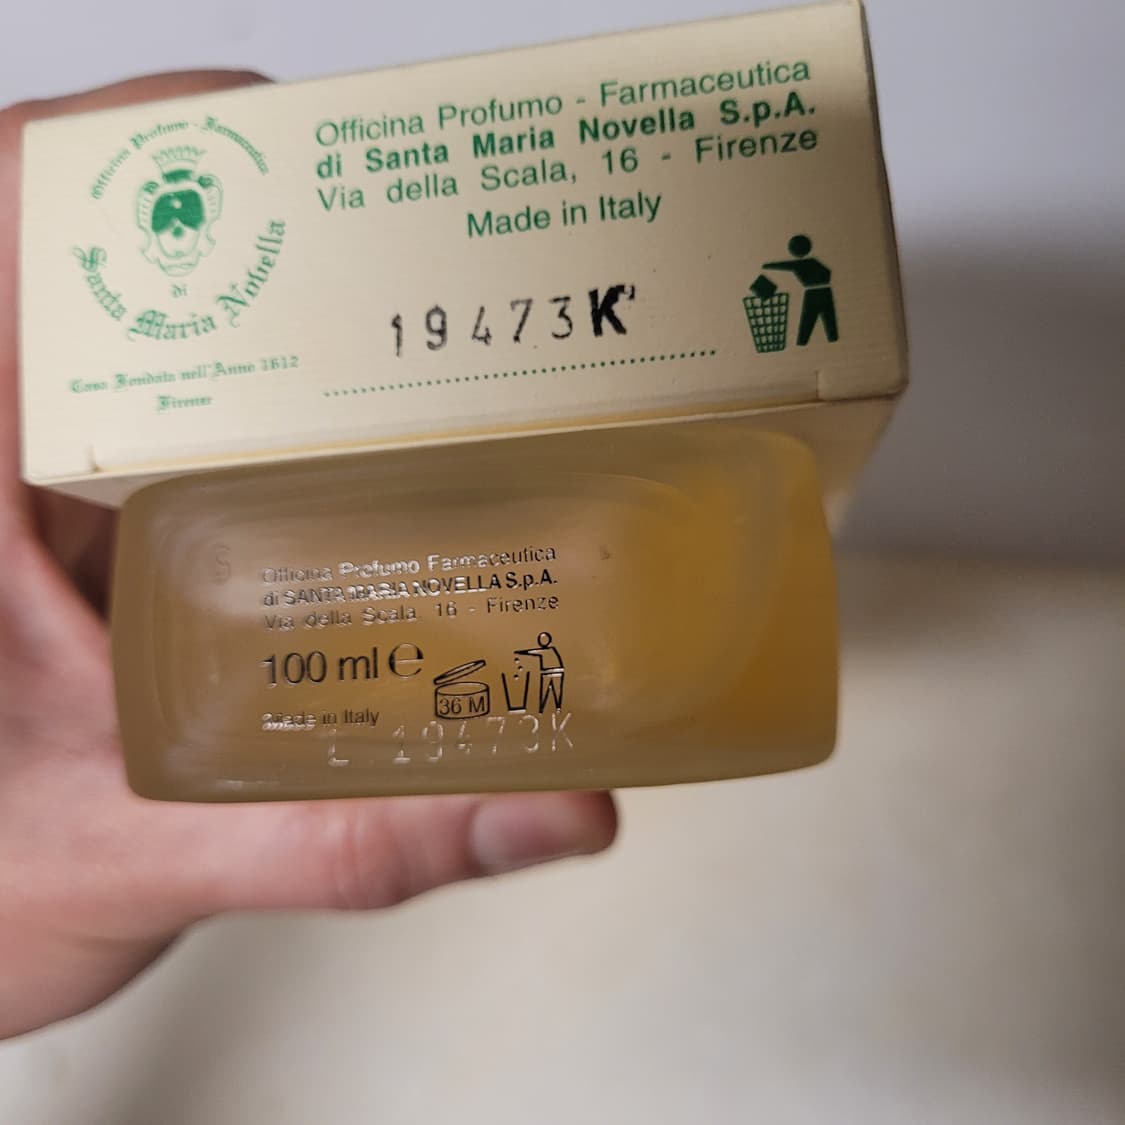 Officina Profumo - Farmaceutica
di
Santa Maria Novella
Casa Fondata nell'Anno 1612
Firenze
Officina Profumo - Farmaceutica
di Santa Maria Novella S.p.A.
Via della Scala, 16 - Firenze
Made in Italy
19473K
Officina Profumo Farmaceutica
di SANTA MARIA NOVELLA S.p.A.
Via della Scala, 16 - Firenze
100 ml e
36 M
Made in Italy
L 19473K